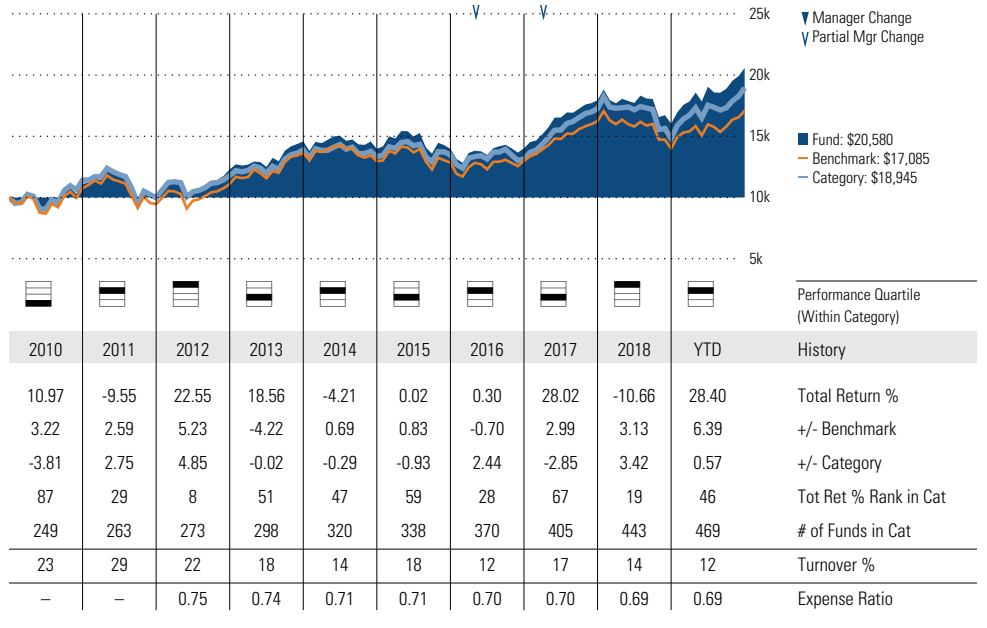 25k
Manager Change
Partial Mgr Change
20k
15k
Fund: $20,580
Benchmark: $17,085
Category: $18,945
10k
5k
Performance Quartile
(Within Category)
2010 2011 2012 2013 2014 2015 2016 2017 2018 YTD History
10.97 -9.55 22.55 18.56 -4.21 0.02 0.30 28.02 -10.66 28.40 Total Return %
3.22 2.59 5.23 -4.22 0.69 0.83 -0.70 2.99 3.13 6.39 +/- Benchmark
-3.81 2.75 4.85 -0.02 -0.29 -0.93 2.44 -2.85 3.42 0.57 +/- Category
87 29 8 51 47 59 28 67 19 46 Tot Ret % Rank in Cat
249 263 273 298 320 338 370 405 443 469 # of Funds in Cat
23 29 22 18 14 18 12 17 14 12 Turnover %
– – 0.75 0.74 0.71 0.71 0.70 0.70 0.69 0.69 Expense Ratio